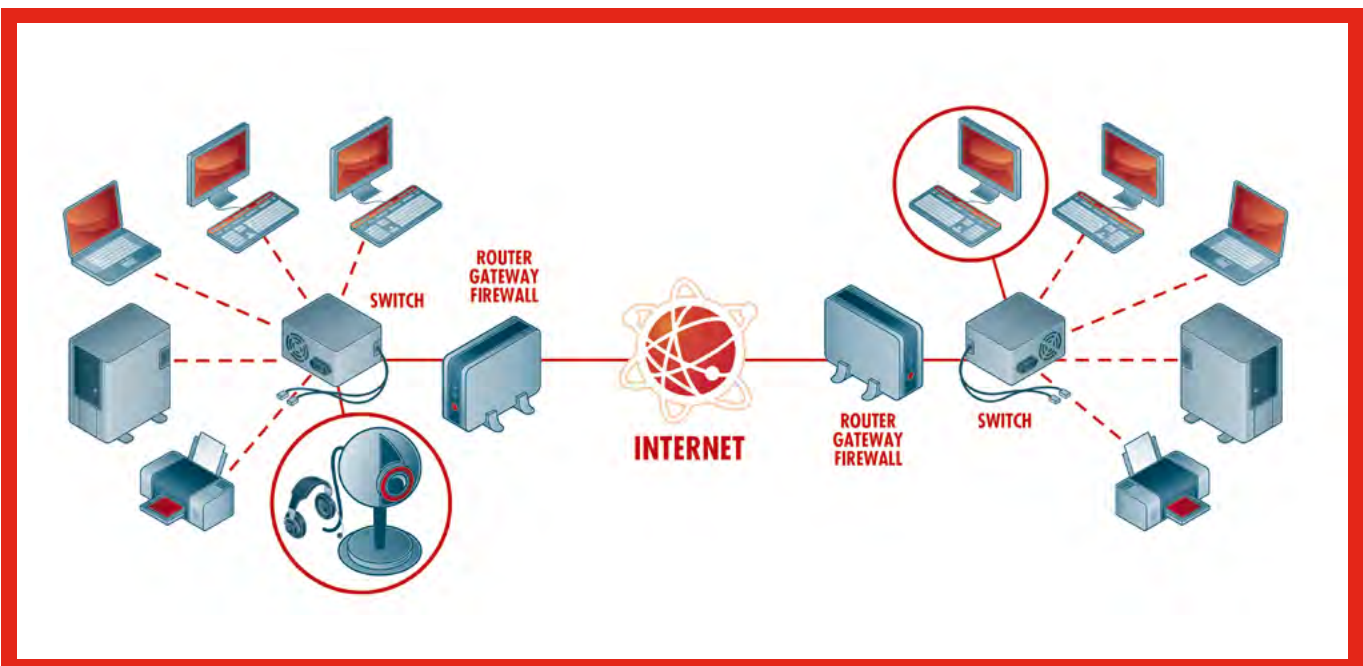 ROUTER
GATEWAY
FIREWALL
SWITCH
INTERNET
ROUTER
GATEWAY
FIREWALL
SWITCH